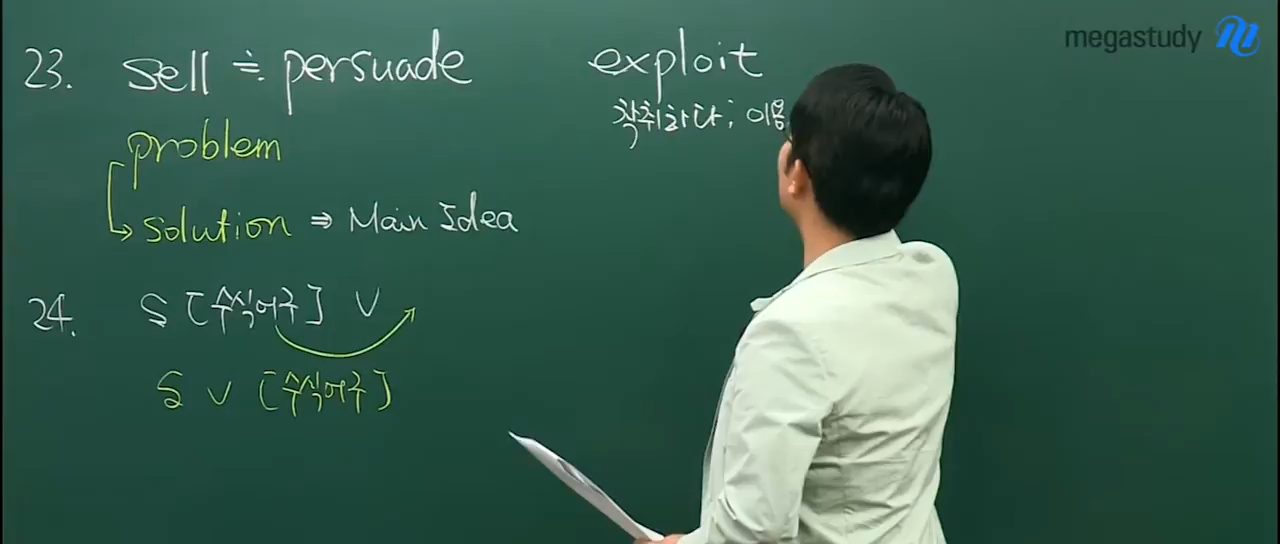 23. sell ≒ persuade
problem
↳ solution ⇒ Main Idea
24. S [수식어구] V
S V [수식어구]
exploit
착취하다; 이용
megastudy